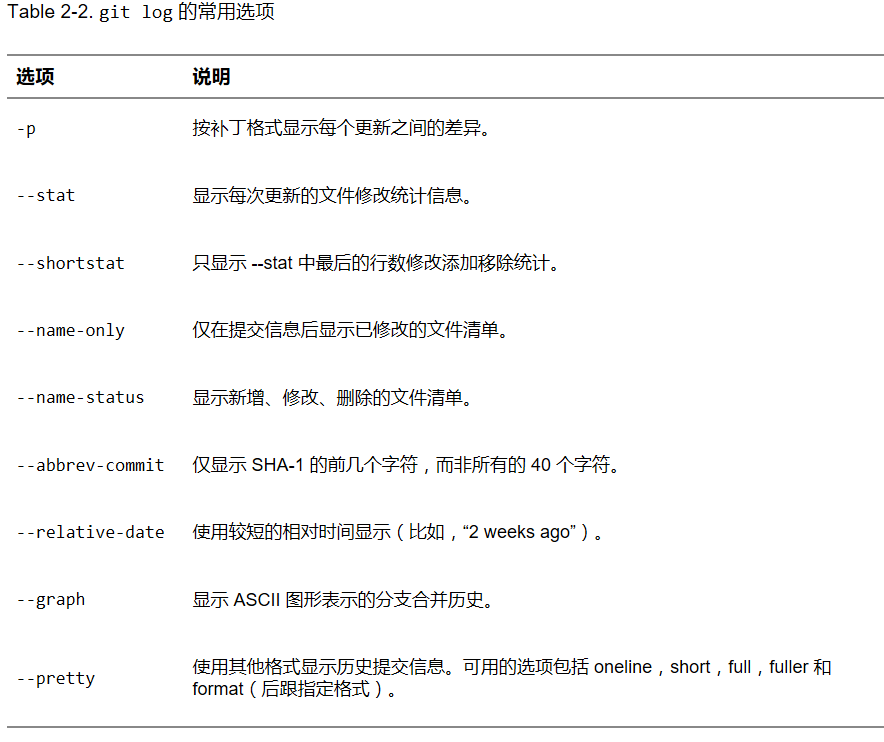 Table 2-2. git log 的常用选项
选项 说明
-p 按补丁格式显示每个更新之间的差异。
--stat 显示每次更新的文件修改统计信息。
--shortstat 只显示 --stat 中最后的行数修改添加移除统计。
--name-only 仅在提交信息后显示已修改的文件清单。
--name-status 显示新增、修改、删除的文件清单。
--abbrev-commit 仅显示 SHA-1 的前几个字符，而非所有的 40 个字符。
--relative-date 使用较短的相对时间显示（比如，“2 weeks ago”）。
--graph 显示 ASCII 图形表示的分支合并历史。
--pretty 使用其他格式显示历史提交信息。可用的选项包括 oneline，short，full，fuller 和
format（后跟指定格式）。